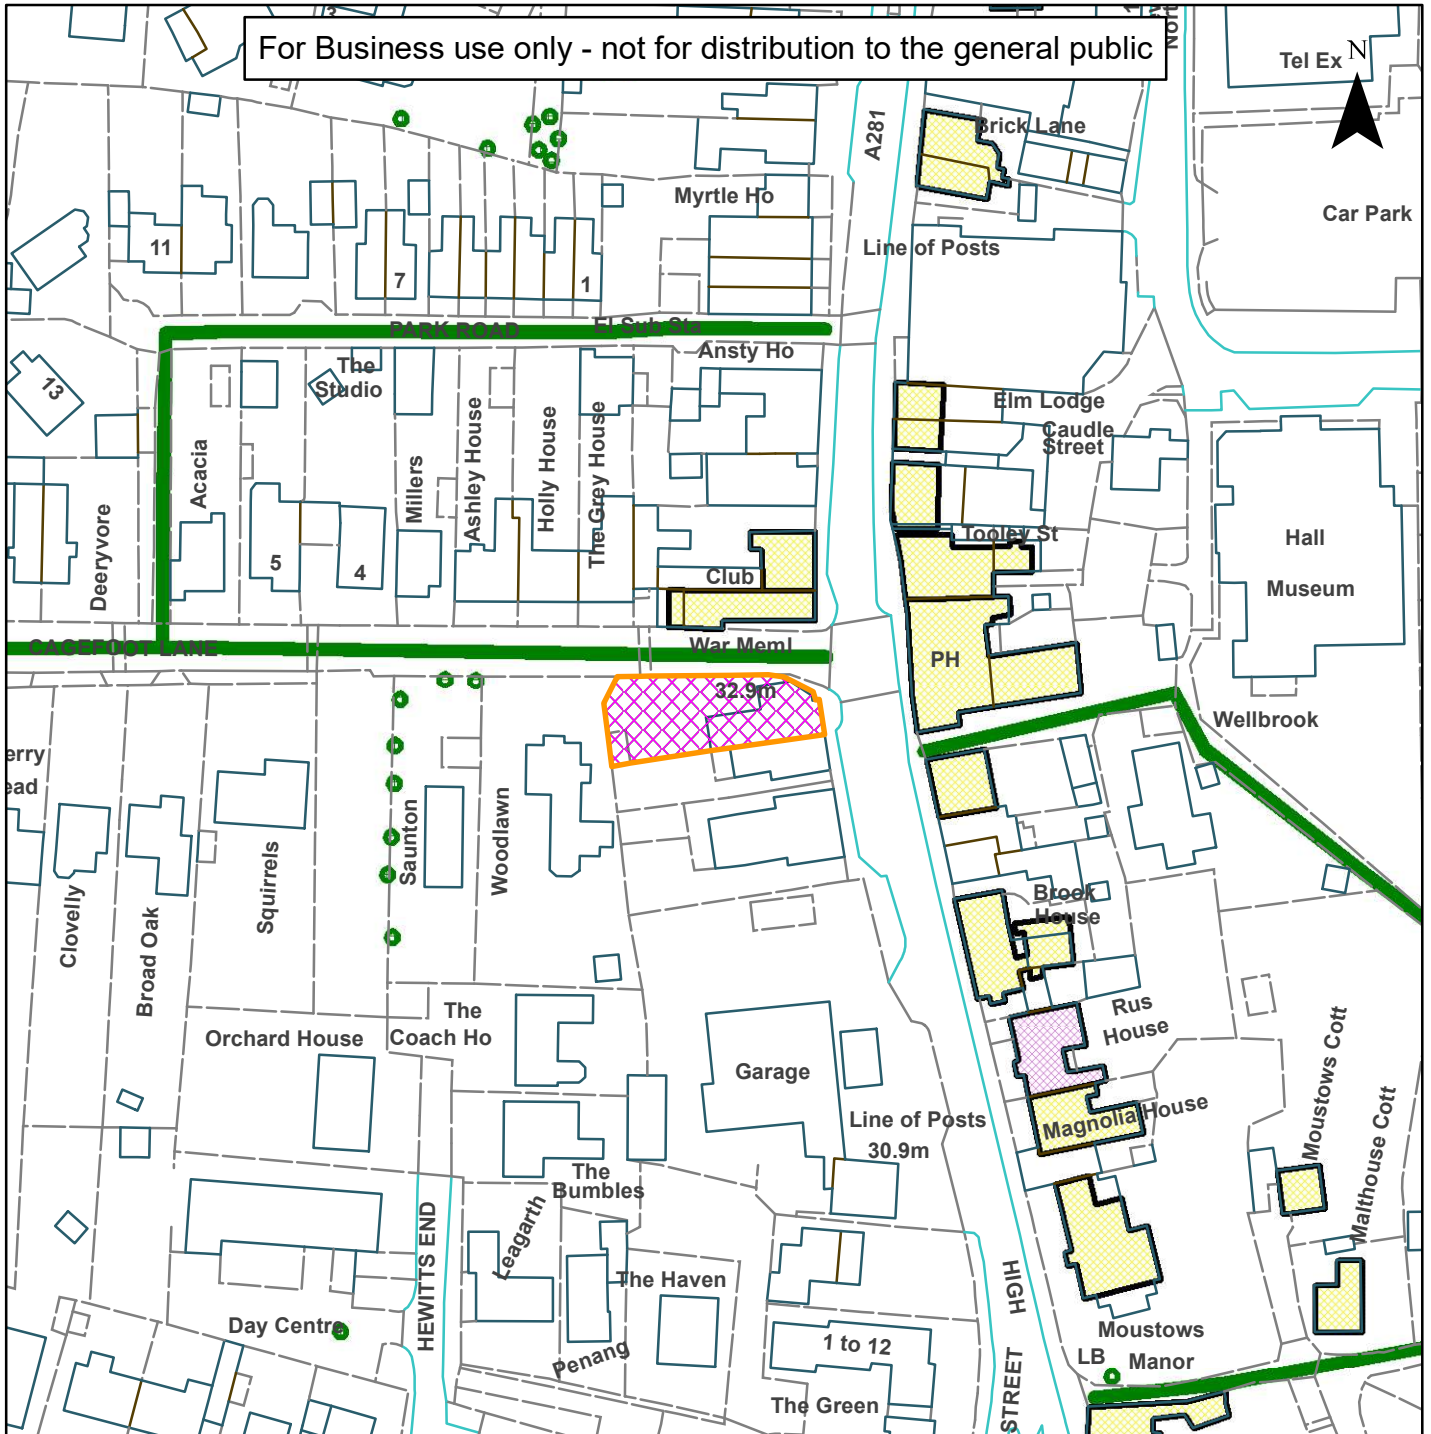 For Business use only - not for distribution to the general public
Tel Ex
N
A281
Brick Lane
Myrtle Ho
Car Park
Line of Posts
11
7
1
PARK ROAD
El Sub Sta
Ansty Ho
The
Studio
13
Elm Lodge
Caudle
Street
Acacia
Millers
Ashley House
Holly House
The Grey House
Tooley St
Hall
Museum
Deeryvore
5
4
Club
CAGEFOOT LANE
War Meml
PH
32.9m
Wellbrook
erry
ead
Saunton
Woodlawn
Squirrels
Clovelly
Broad Oak
Brook
House
Rus
House
The
Coach Ho
Orchard House
Garage
Magnolia House
Moustows Cott
Malthouse Cott
Line of Posts
30.9m
The
Bumbles
Leagarth
HEWITTS END
The Haven
Penang
Day Centre
1 to 12
The Green
HIGH
STREET
Moustows
Manor
LB